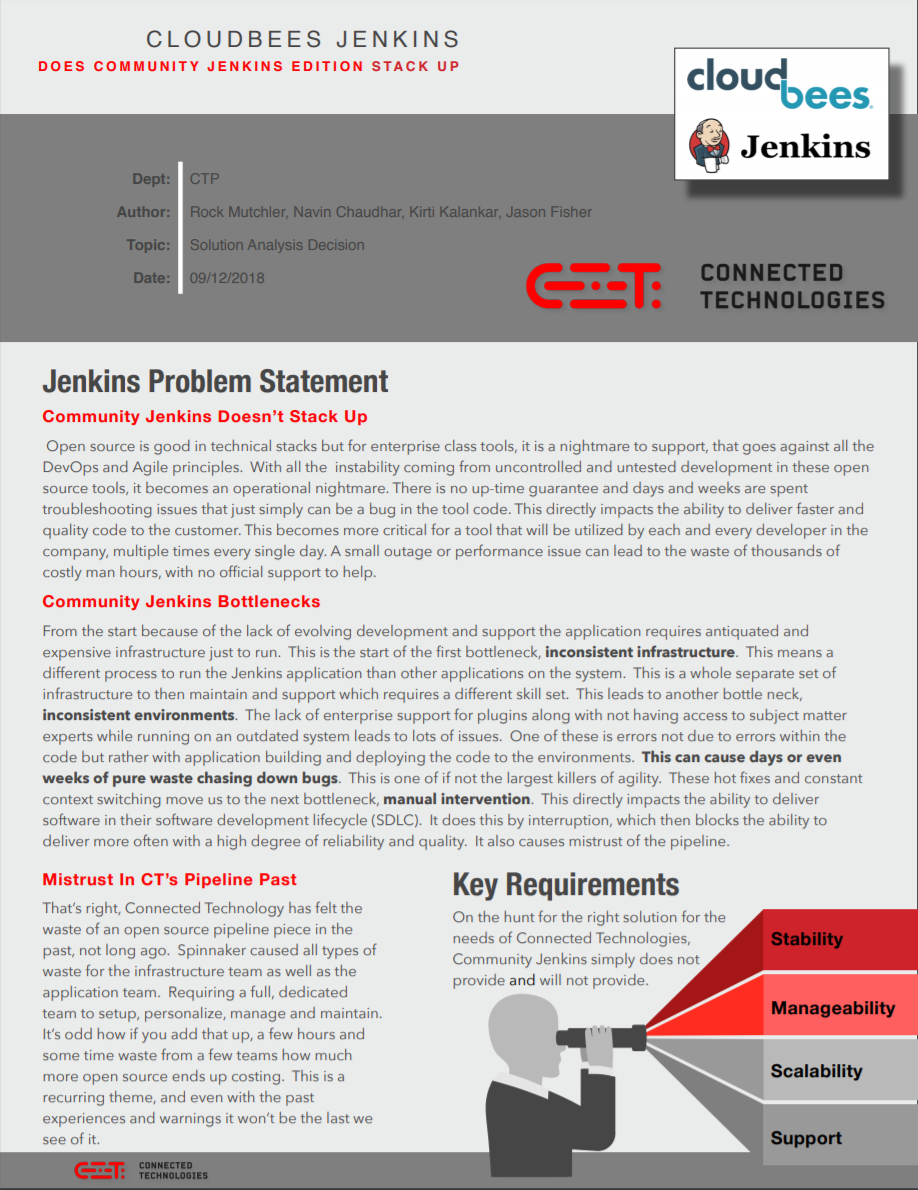 CLOUDBEES JENKINS
DOES COMMUNITY JENKINS EDITION STACK UP
cloudbees
Jenkins
Dept: CTP
Author: Rock Mutchler, Navin Chaudhar, Kirti Kalankar, Jason Fisher
Topic: Solution Analysis Decision
Date: 09/12/2018
CONNECTED
TECHNOLOGIES
Jenkins Problem Statement
Community Jenkins Doesn't Stack Up
Open source is good in technical stacks but for enterprise class tools, it is a nightmare to support, that goes against all the
DevOps and Agile principles. With all the instability coming from uncontrolled and untested development in these open
source tools, it becomes an operational nightmare. There is no up-time guarantee and days and weeks are spent
troubleshooting issues that just simply can be a bug in the tool code. This directly impacts the ability to deliver faster and
quality code to the customer. This becomes more critical for a tool that will be utilized by each and every developer in the
company, multiple times every single day. A small outage or performance issue can lead to the waste of thousands of
costly man hours, with no official support to help.
Community Jenkins Bottlenecks
From the start because of the lack of evolving development and support the application requires antiquated and
expensive infrastructure just to run. This is the start of the first bottleneck, inconsistent infrastructure. This means a
different process to run the Jenkins application than other applications on the system. This is a whole separate set of
infrastructure to then maintain and support which requires a different skill set. This leads to another bottle neck,
inconsistent environments. The lack of enterprise support for plugins along with not having access to subject matter
experts while running on an outdated system leads to lots of issues. One of these is errors not due to errors within the
code but rather with application building and deploying the code to the environments. This can cause days or even
weeks of pure waste chasing down bugs. This is one of if not the largest killers of agility. These hot fixes and constant
context switching move us to the next bottleneck, manual intervention. This directly impacts the ability to deliver
software in their software development lifecycle (SDLC). It does this by interruption, which then blocks the ability to
deliver more often with a high degree of reliability and quality. It also causes mistrust of the pipeline.
Mistrust In CT's Pipeline Past
That's right, Connected Technology has felt the
waste of an open source pipeline piece in the
past, not long ago. Spinnaker caused all types of
waste for the infrastructure team as well as the
application team. Requiring a full, dedicated
team to setup, personalize, manage and maintain.
It's odd how if you add that up, a few hours and
some time waste from a few teams how much
more open source ends up costing. This is a
recurring theme, and even with the past
experiences and warnings it won't be the last we
see of it.
Key Requirements
On the hunt for the right solution for the
needs of Connected Technologies,
Community Jenkins simply does not
provide and will not provide.
Stability
Manageability
Scalability
Support
CONNECTED
TECHNOLOGIES